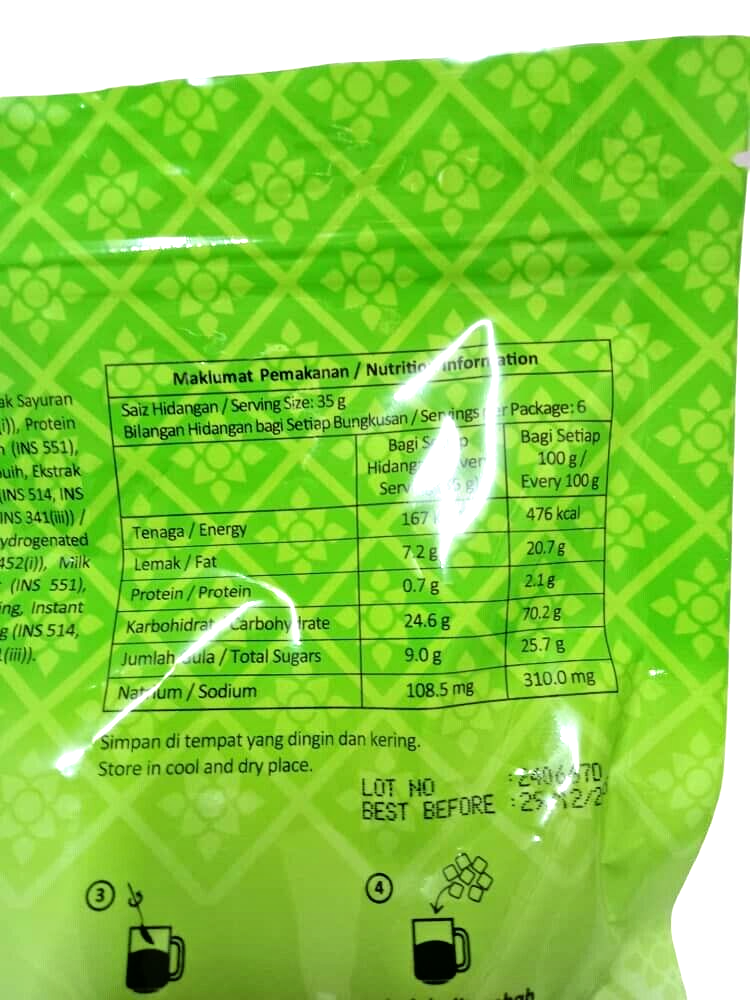 Maklumat Pemakanan / Nutrition Information
Saiz Hidangan / Serving Size: 35 g
Bilangan Hidangan bagi Setiap Bungkusan / Servings per Package: 6
Bagi Setiap 100 g / Every 100 g
Tenaga / Energy 167 476 kcal
Lemak / Fat 7.2 g 20.7 g
Protein / Protein 0.7 g 2.1 g
Karbohidrat / Carbohydrate 24.6 g 70.2 g
Jumlah Gula / Total Sugars 9.0 g 25.7 g
Natrium / Sodium 108.5 mg 310.0 mg
Simpan di tempat yang dingin dan kering.
Store in cool and dry place.
LOT NO
BEST BEFORE
ak Sayuran
i)), Protein
(INS 551),
uih, Ekstrak
(INS 514, INS
INS 341(iii)) /
ydrogenated
452(i)), Milk
(INS 551),
ing, Instant
g (INS 514,
(iii)).
3
4